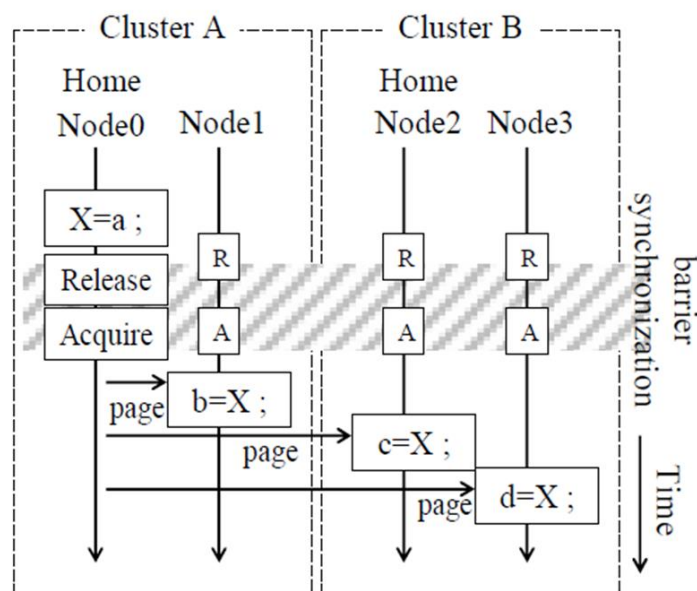 Cluster A
Cluster B
Home
Node0
Node1
Home
Node2
Node3
X=a ;
R
R
R
Release
Acquire
A
A
A
barrier
synchronization
page
b=X ;
page
c=X ;
page
d=X ;
Time